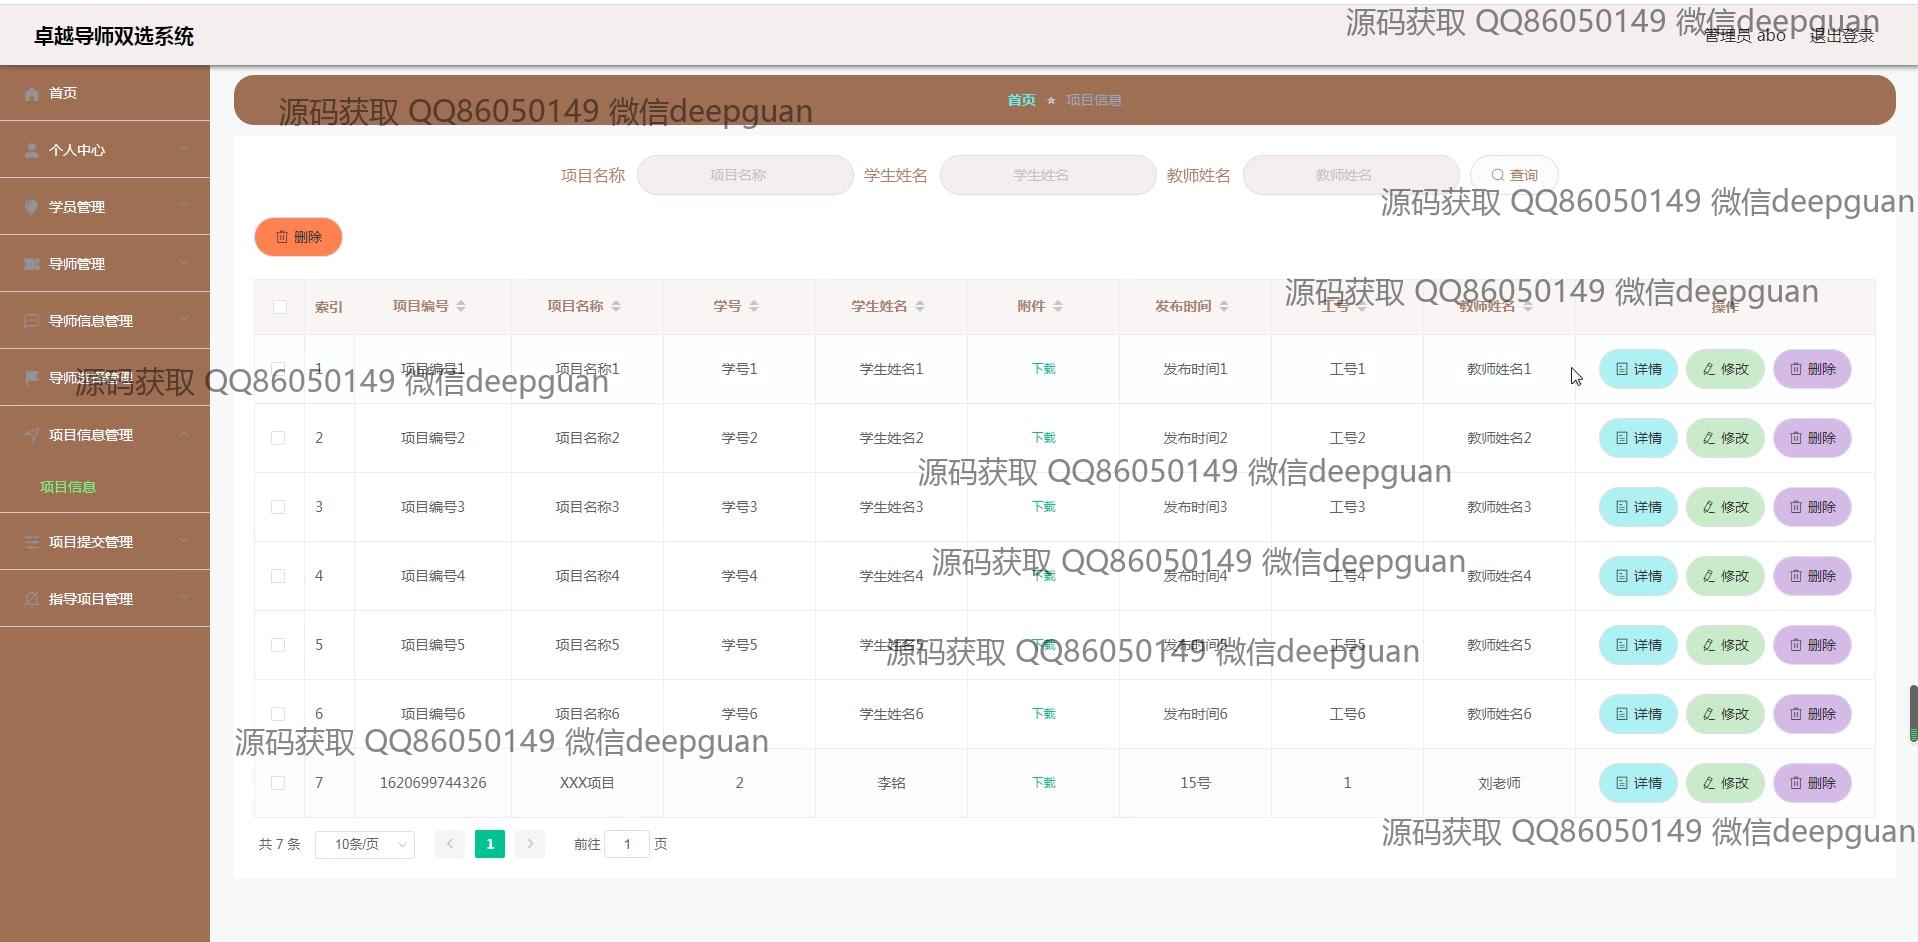 卓越导师双选系统
源码获取 QQ86050149 微信deepguan
管理员 abo 退出登录
首页
个人中心
学员管理
导师管理
导师信息管理
导师选择管理
项目信息管理
项目信息
项目提交管理
指导项目管理
首页 ★ 项目信息
源码获取 QQ86050149 微信deepguan
项目名称 项目名称 学生姓名 学生姓名 教师姓名 教师姓名 查询
源码获取 QQ86050149 微信deepguan
删除
源码获取 QQ86050149 微信deepguan
索引 项目编号 项目名称 学号 学生姓名 附件 发布时间 工号 教师姓名 操作
1 项目编号1 项目名称1 学号1 学生姓名1 下载 发布时间1 工号1 教师姓名1 详情 修改 删除
源码获取 QQ86050149 微信deepguan
2 项目编号2 项目名称2 学号2 学生姓名2 下载 发布时间2 工号2 教师姓名2 详情 修改 删除
源码获取 QQ86050149 微信deepguan
3 项目编号3 项目名称3 学号3 学生姓名3 下载 发布时间3 工号3 教师姓名3 详情 修改 删除
源码获取 QQ86050149 微信deepguan
4 项目编号4 项目名称4 学号4 学生姓名4 下载 发布时间4 工号4 教师姓名4 详情 修改 删除
5 项目编号5 项目名称5 学号5 学生姓名5 下载 发布时间5 工号5 教师姓名5 详情 修改 删除
源码获取 QQ86050149 微信deepguan
6 项目编号6 项目名称6 学号6 学生姓名6 下载 发布时间6 工号6 教师姓名6 详情 修改 删除
源码获取 QQ86050149 微信deepguan
7 1620699744326 XXX项目 2 李铭 下载 15号 1 刘老师 详情 修改 删除
源码获取 QQ86050149 微信deepguan
共 7 条 10条/页 1 前往 1 页